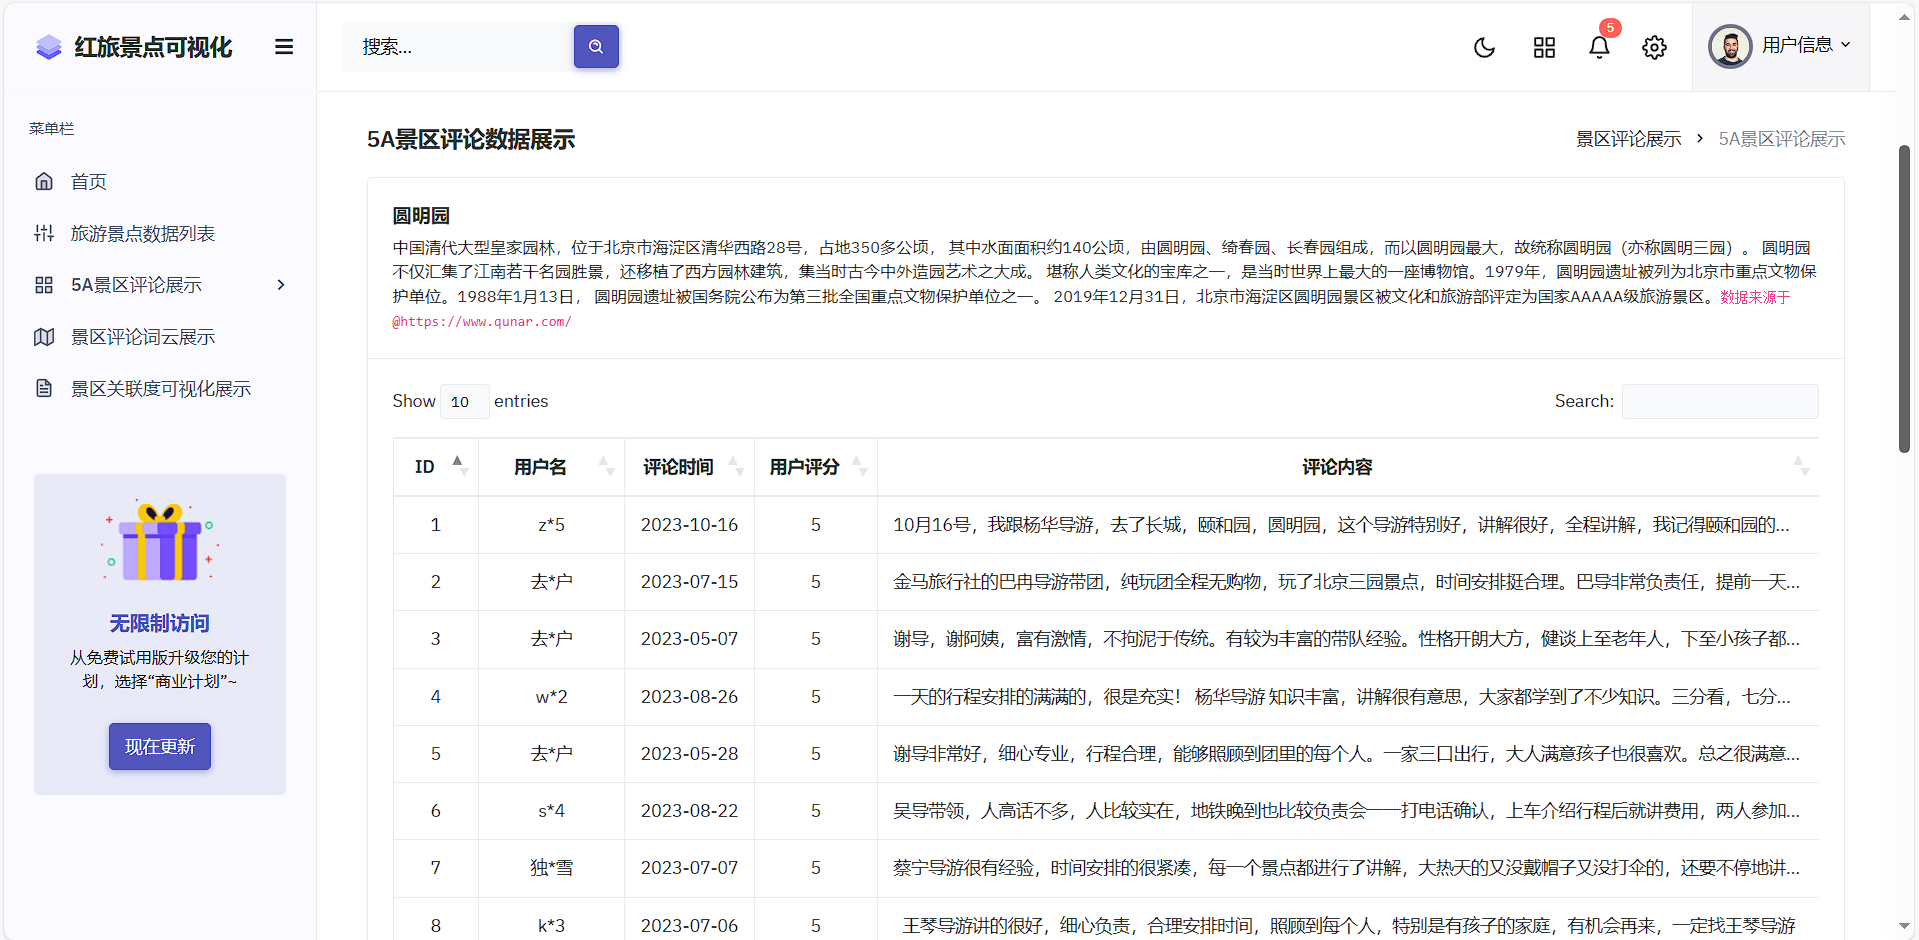 红旅景点可视化
搜索...
5
用户信息
菜单栏
首页
旅游景点数据列表
5A景区评论展示
景区评论词云展示
景区关联度可视化展示
无限制访问
从免费试用版升级您的计
划，选择“商业计划”~
现在更新
5A景区评论数据展示
景区评论展示 > 5A景区评论展示
圆明园
中国清代大型皇家园林，位于北京市海淀区清华西路28号，占地350多公顷， 其中水面面积约140公顷，由圆明园、绮春园、长春园组成，而以圆明园最大，故统称圆明园（亦称圆明三园）。 圆明园
不仅汇集了江南若干名园胜景，还移植了西方园林建筑，集当时古今中外造园艺术之大成。 堪称人类文化的宝库之一，是当时世界上最大的一座博物馆。1979年，圆明园遗址被列为北京市重点文物保
护单位。1988年1月13日， 圆明园遗址被国务院公布为第三批全国重点文物保护单位之一。 2019年12月31日，北京市海淀区圆明园景区被文化和旅游部评定为国家AAAAA级旅游景区。数据来源于
@https://www.qunar.com/
Show 10 entries Search:
ID 用户名 评论时间 用户评分 评论内容
1 z*5 2023-10-16 5 10月16号，我跟杨华导游，去了长城，颐和园，圆明园，这个导游特别好，讲解很好，全程讲解，我记得颐和园的...
2 去*户 2023-07-15 5 金马旅行社的巴冉导游带团，纯玩团全程无购物，玩了北京三园景点，时间安排挺合理。巴导非常负责任，提前一天...
3 去*户 2023-05-07 5 谢导，谢阿姨，富有激情，不拘泥于传统。有较为丰富的带队经验。性格开朗大方，健谈上至老年人，下至小孩子都...
4 w*2 2023-08-26 5 一天的行程安排的满满的，很是充实！ 杨华导游 知识丰富，讲解很有意思，大家都学到了不少知识。三分看，七分...
5 去*户 2023-05-28 5 谢导非常好，细心专业，行程合理，能够照顾到团里的每个人。一家三口出行，大人满意孩子也很喜欢。总之很满意...
6 s*4 2023-08-22 5 吴导带领，人高话不多，人比较实在，地铁晚到也比较负责会一一打电话确认，上车介绍行程后就讲费用，两人参加...
7 独*雪 2023-07-07 5 蔡宁导游很有经验，时间安排的很紧凑，每一个景点都进行了讲解，大热天的又没戴帽子又没打伞的，还要不停地讲...
8 k*3 2023-07-06 5 王琴导游讲的很好，细心负责，合理安排时间，照顾到每个人，特别是有孩子的家庭，有机会再来，一定找王琴导游